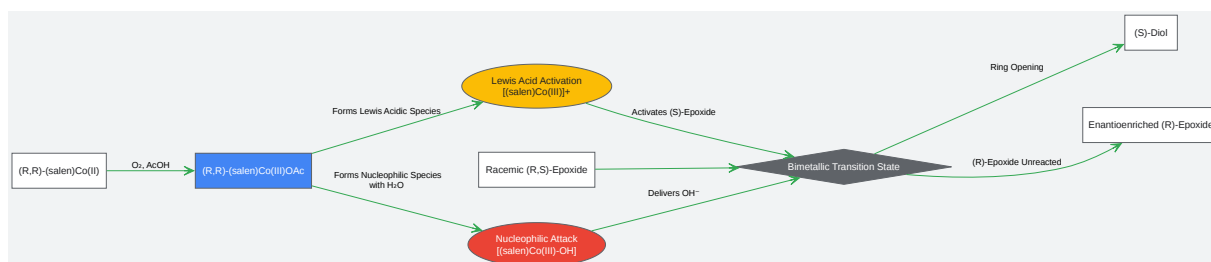 (R,R)-(salen)Co(II)
O₂, AcOH
(R,R)-(salen)Co(III)OAc
Forms Lewis Acidic Species
Forms Nucleophilic Species
with H₂O
Lewis Acid Activation
[(salen)Co(III)]+
Racemic (R,S)-Epoxide
Nucleophilic Attack
[(salen)Co(III)-OH]
Activates (S)-Epoxide
Delivers OH⁻
Bimetallic Transition State
Ring Opening
(R)-Epoxide Unreacted
(S)-Diol
Enantioenriched (R)-Epoxide